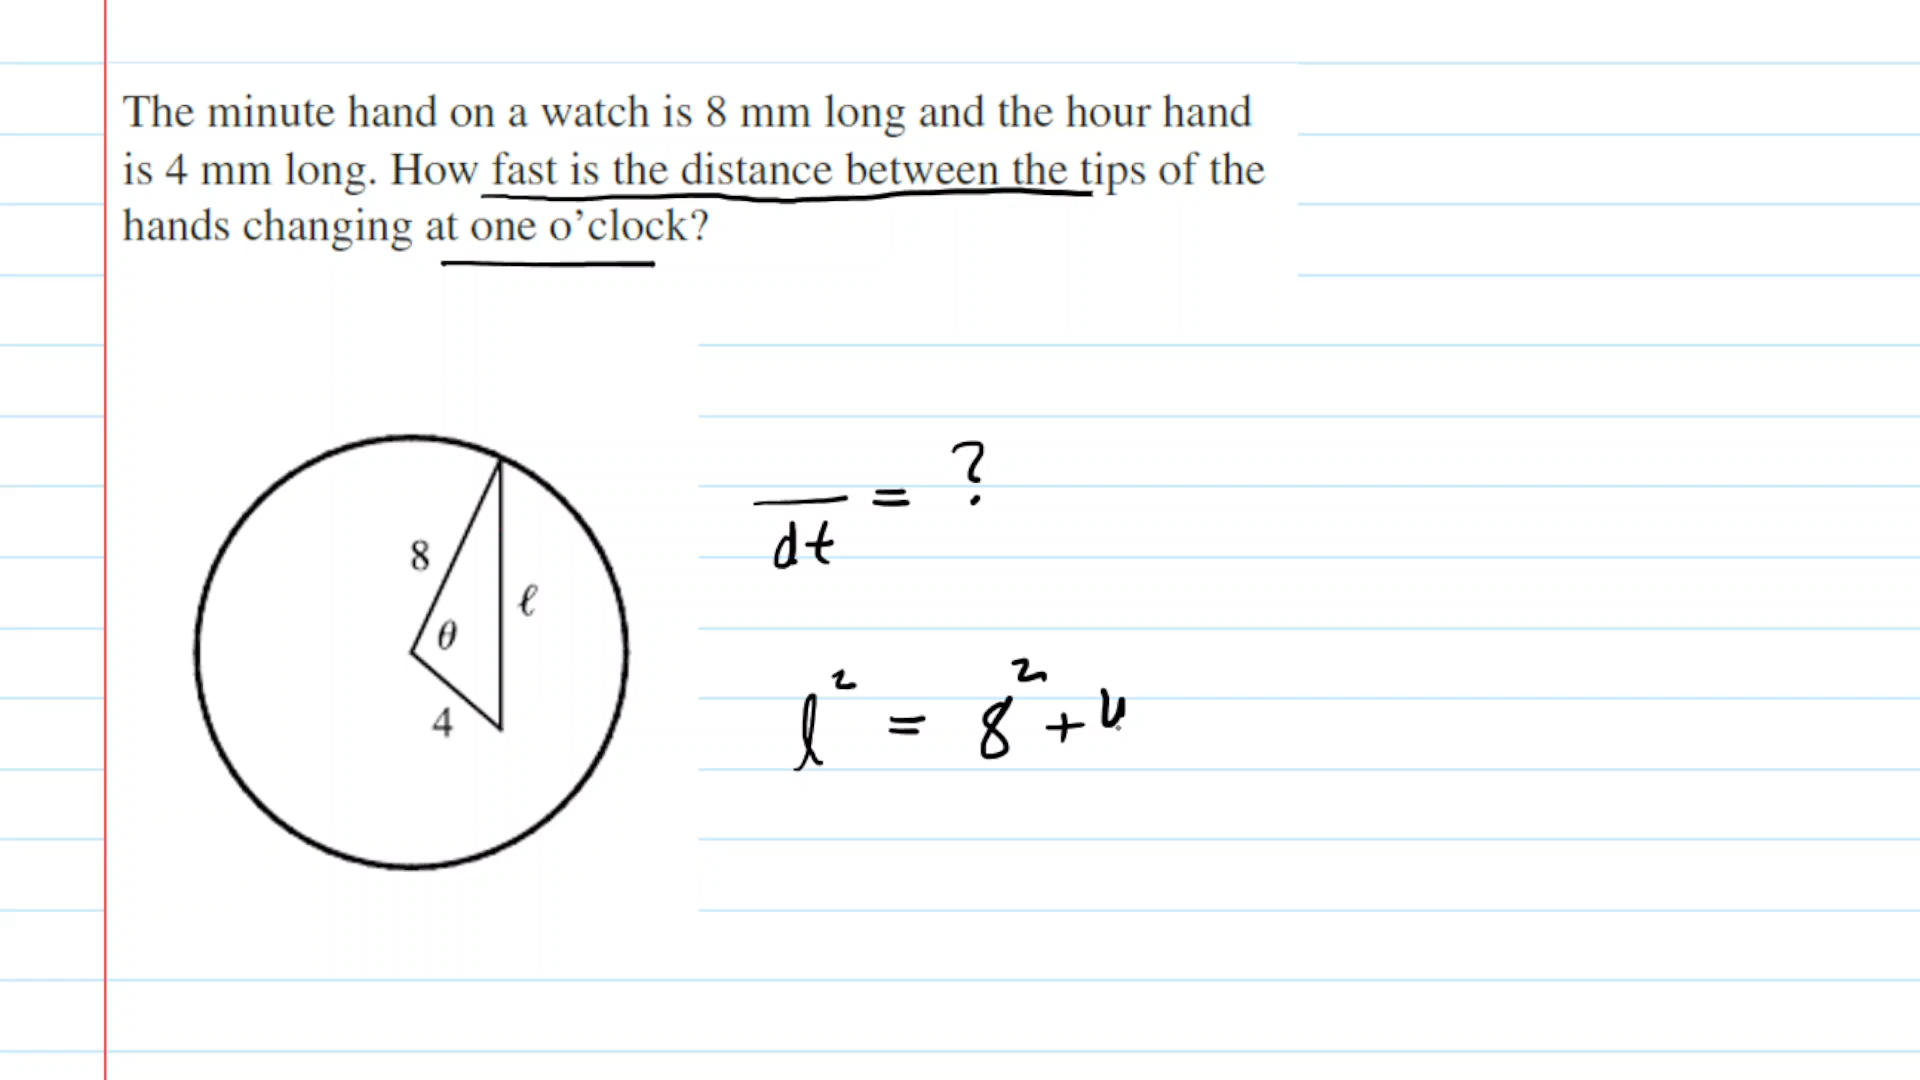 The minute hand on a watch is 8 mm long and the hour hand
is 4 mm long. How fast is the distance between the tips of the
hands changing at one o’clock?
?
— =
dt
8
ℓ
θ
4
l² = 8² + 4